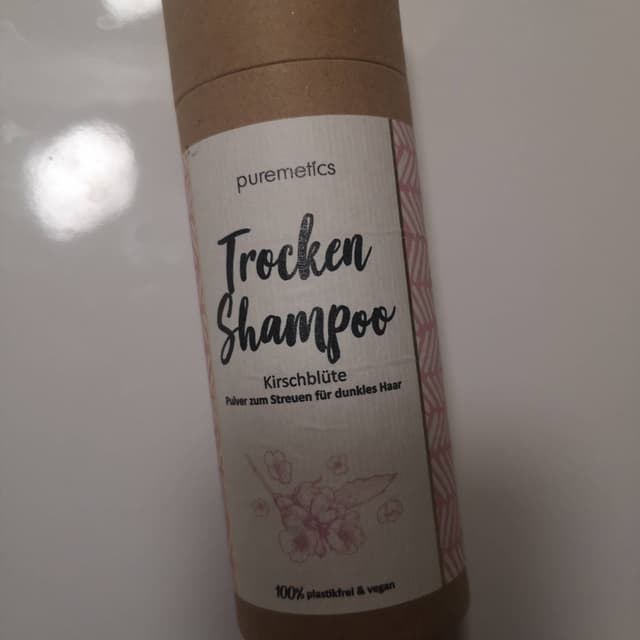 puremetics
Trocken
Shampoo
Kirschblüte
Pulver zum Streuen für dunkles Haar
100% plastikfrei & vegan